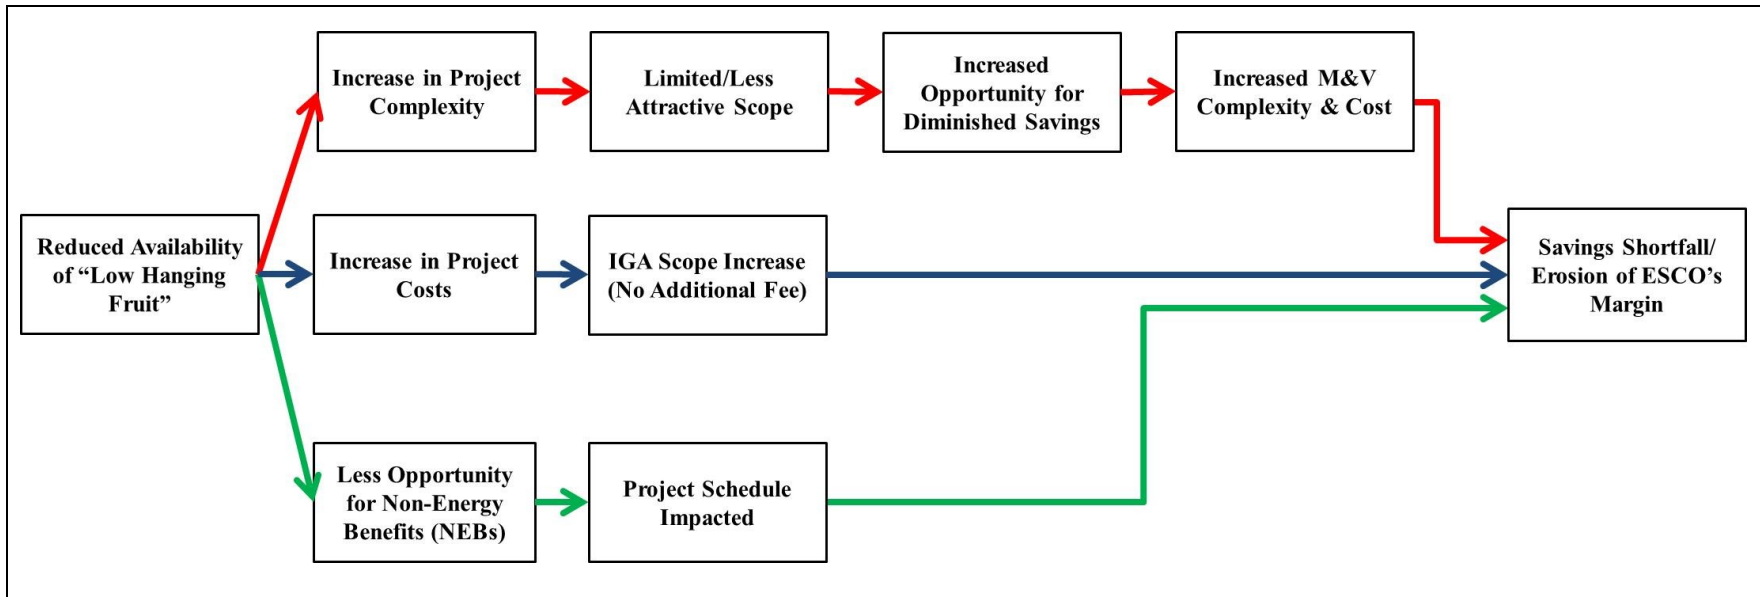 Increase in Project
Complexity
Limited/Less
Attractive Scope
Increased
Opportunity for
Diminished Savings
Increased M&V
Complexity & Cost
Reduced Availability
of “Low Hanging
Fruit”
Increase in Project
Costs
IGA Scope Increase
(No Additional Fee)
Savings Shortfall/
Erosion of ESCO’s
Margin
Less Opportunity
for Non-Energy
Benefits (NEBs)
Project Schedule
Impacted